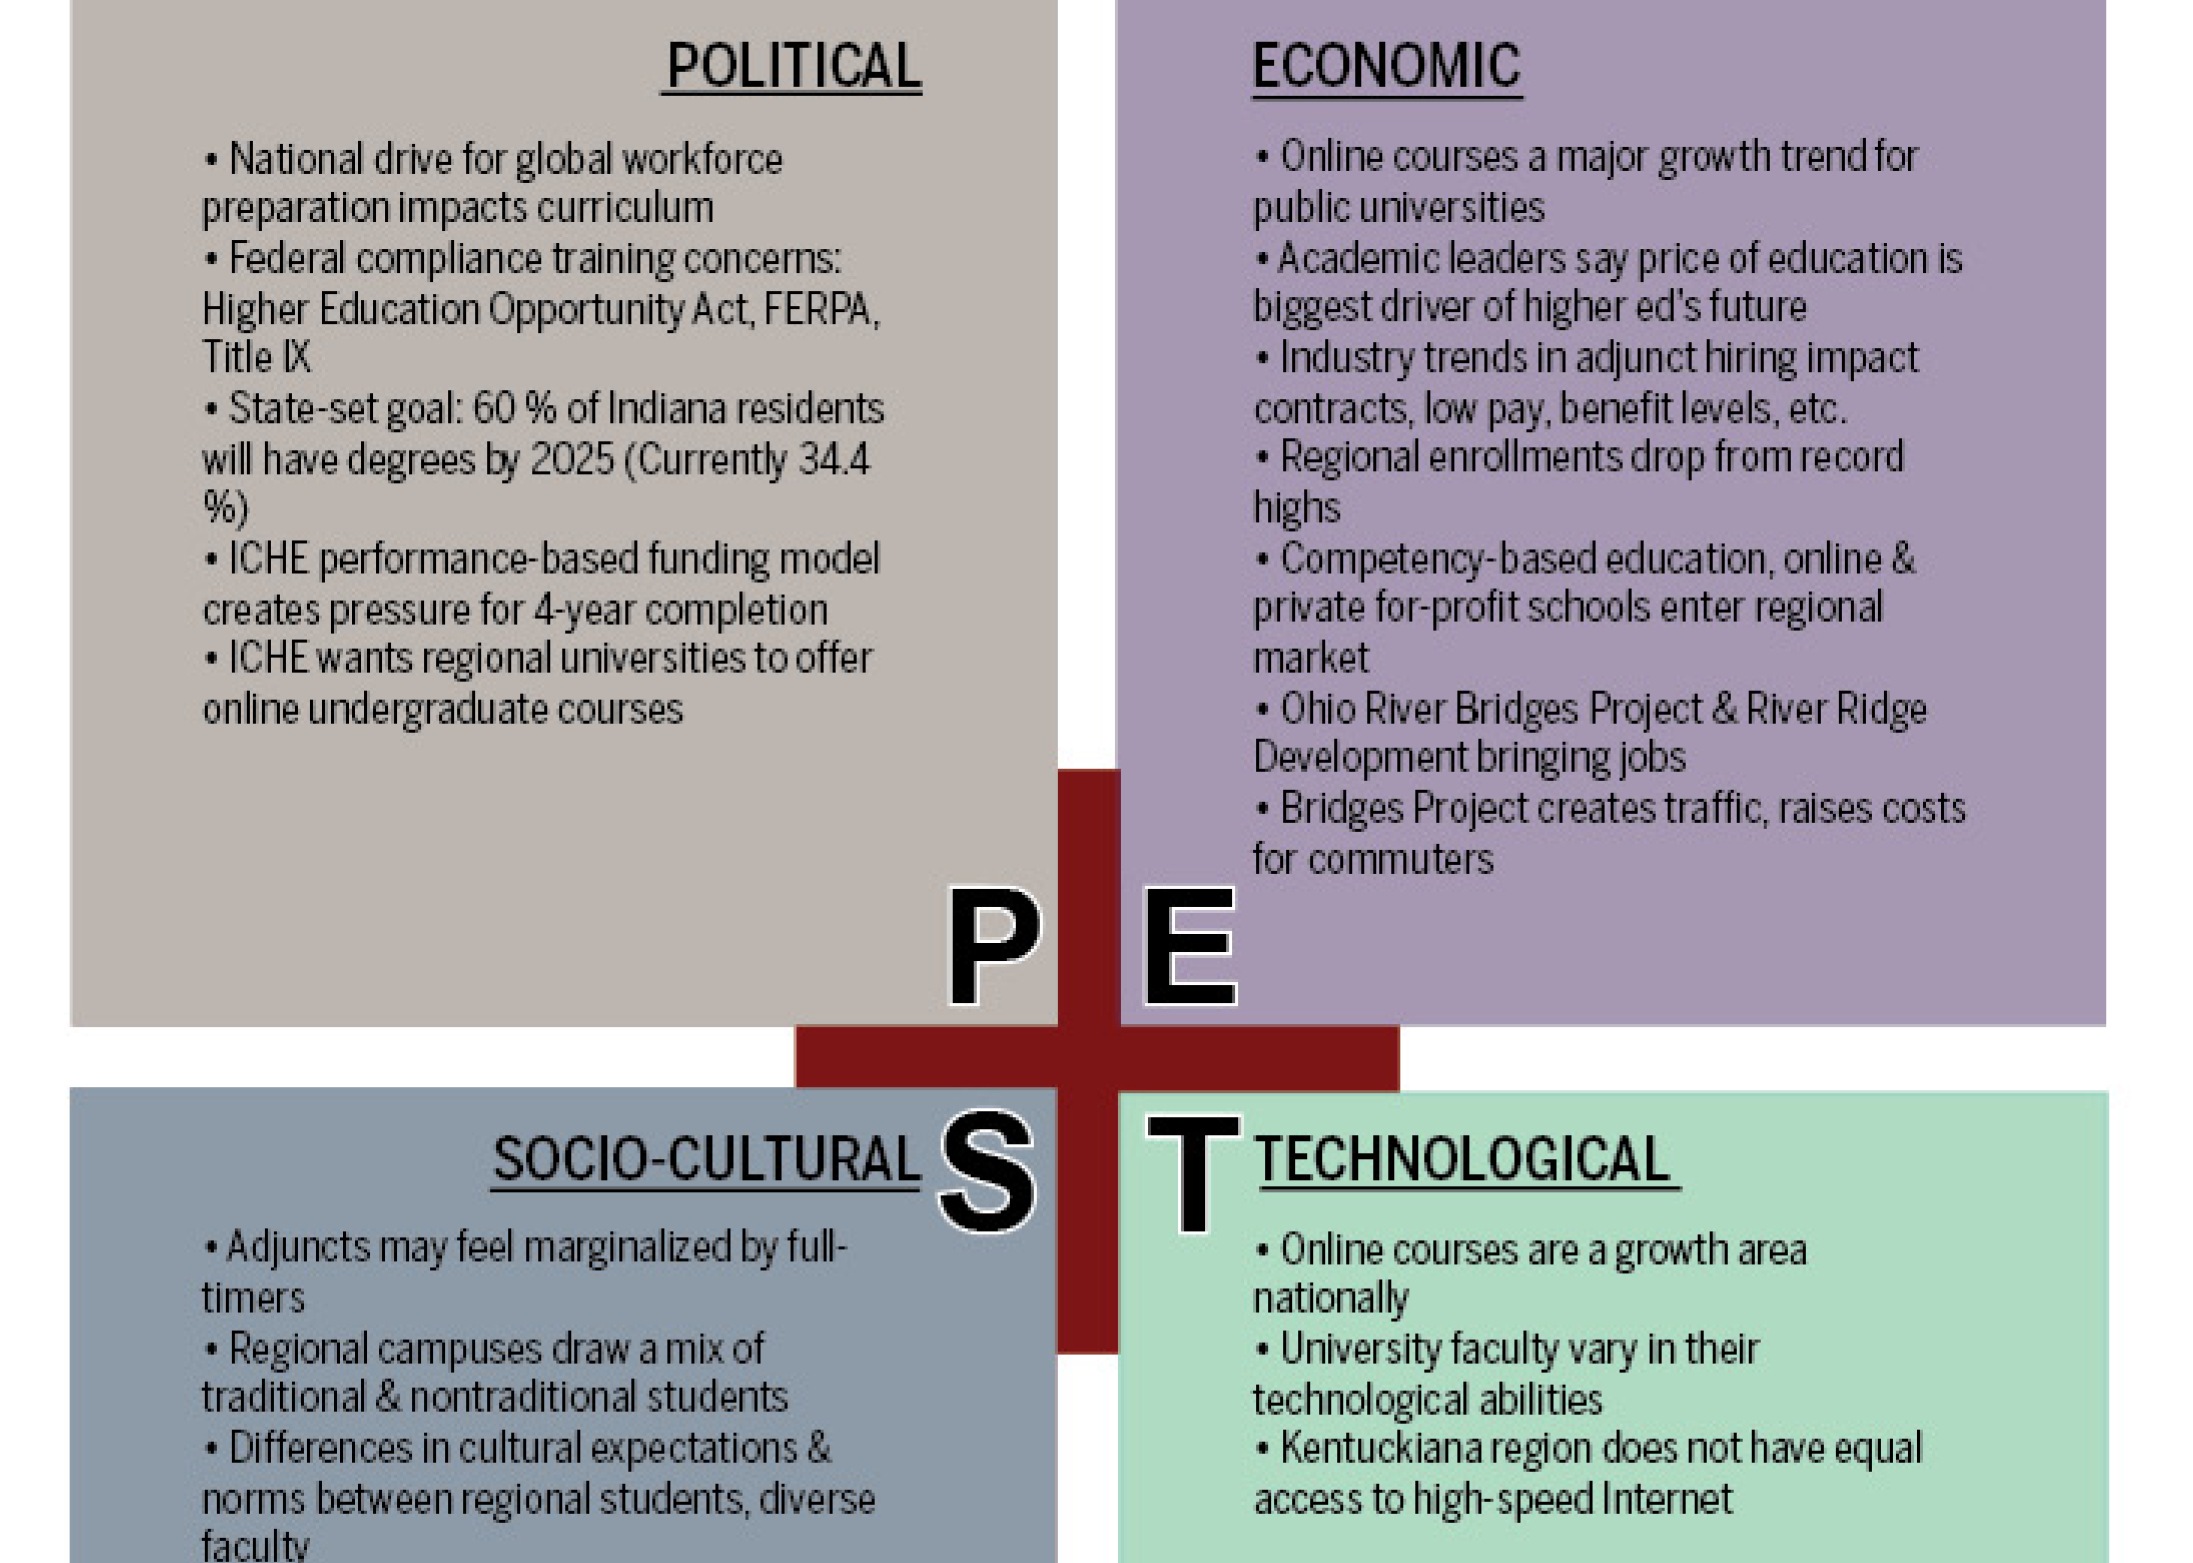 POLITICAL
• National drive for global workforce
preparation impacts curriculum
• Federal compliance training concerns:
Higher Education Opportunity Act, FERPA,
Title IX
• State-set goal: 60 % of Indiana residents
will have degrees by 2025 (Currently 34.4
%)
• ICHE performance-based funding model
creates pressure for 4-year completion
• ICHE wants regional universities to offer
online undergraduate courses
P
ECONOMIC
• Online courses a major growth trend for
public universities
• Academic leaders say price of education is
biggest driver of higher ed's future
• Industry trends in adjunct hiring impact
contracts, low pay, benefit levels, etc.
• Regional enrollments drop from record
highs
• Competency-based education, online &
private for-profit schools enter regional
market
• Ohio River Bridges Project & River Ridge
Development bringing jobs
• Bridges Project creates traffic, raises costs
for commuters
E
SOCIO-CULTURAL
S
• Adjuncts may feel marginalized by full-
timers
• Regional campuses draw a mix of
traditional & nontraditional students
• Differences in cultural expectations &
norms between regional students, diverse
faculty
T
TECHNOLOGICAL
• Online courses are a growth area
nationally
• University faculty vary in their
technological abilities
• Kentuckiana region does not have equal
access to high-speed Internet